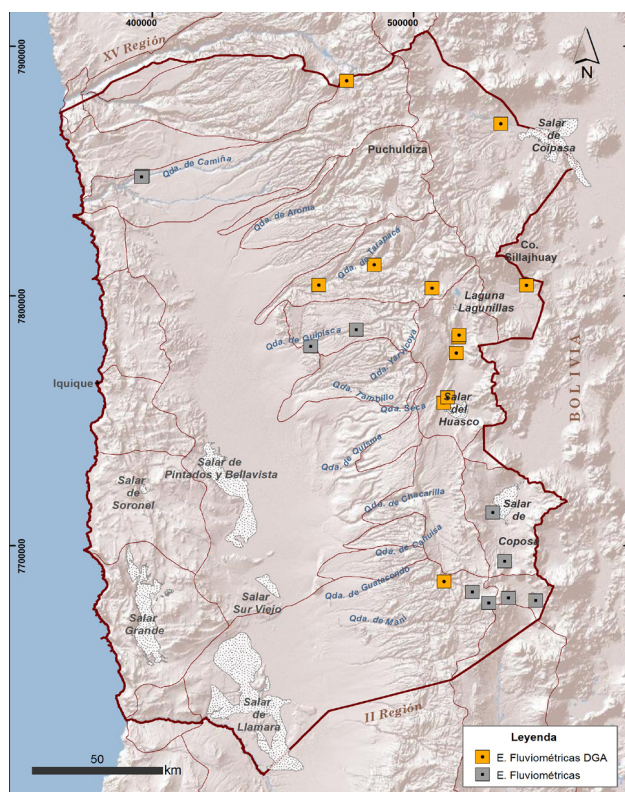 400000
500000
7900000
XV Región
N
Salar
de
Coipasa
Puchuldiza
Qda. de Camiña
Qda. de Aroma
Co.
Sillajhuay
Qda. de Tarapacá
7800000
Laguna
Lagunillas
Qda. de Quipisca
Qda. Yarvicoya
BOLIVIA
Iquique
Qda. Tambillo
Qda. Seca
Salar
del
Huasco
Qda. de Quisma
Salar de
Pintados y Bellavista
Salar
de
Soronel
Qda. de Chacarilla
Salar
de
Coposa
7700000
Qda. de Cahuisa
Qda. de Guatacondo
Salar
Sur Viejo
Salar
Grande
Qda. de Mani
Salar
de
Llamara
II Región
50
km
Leyenda
E. Fluviométricas DGA
E. Fluviométricas